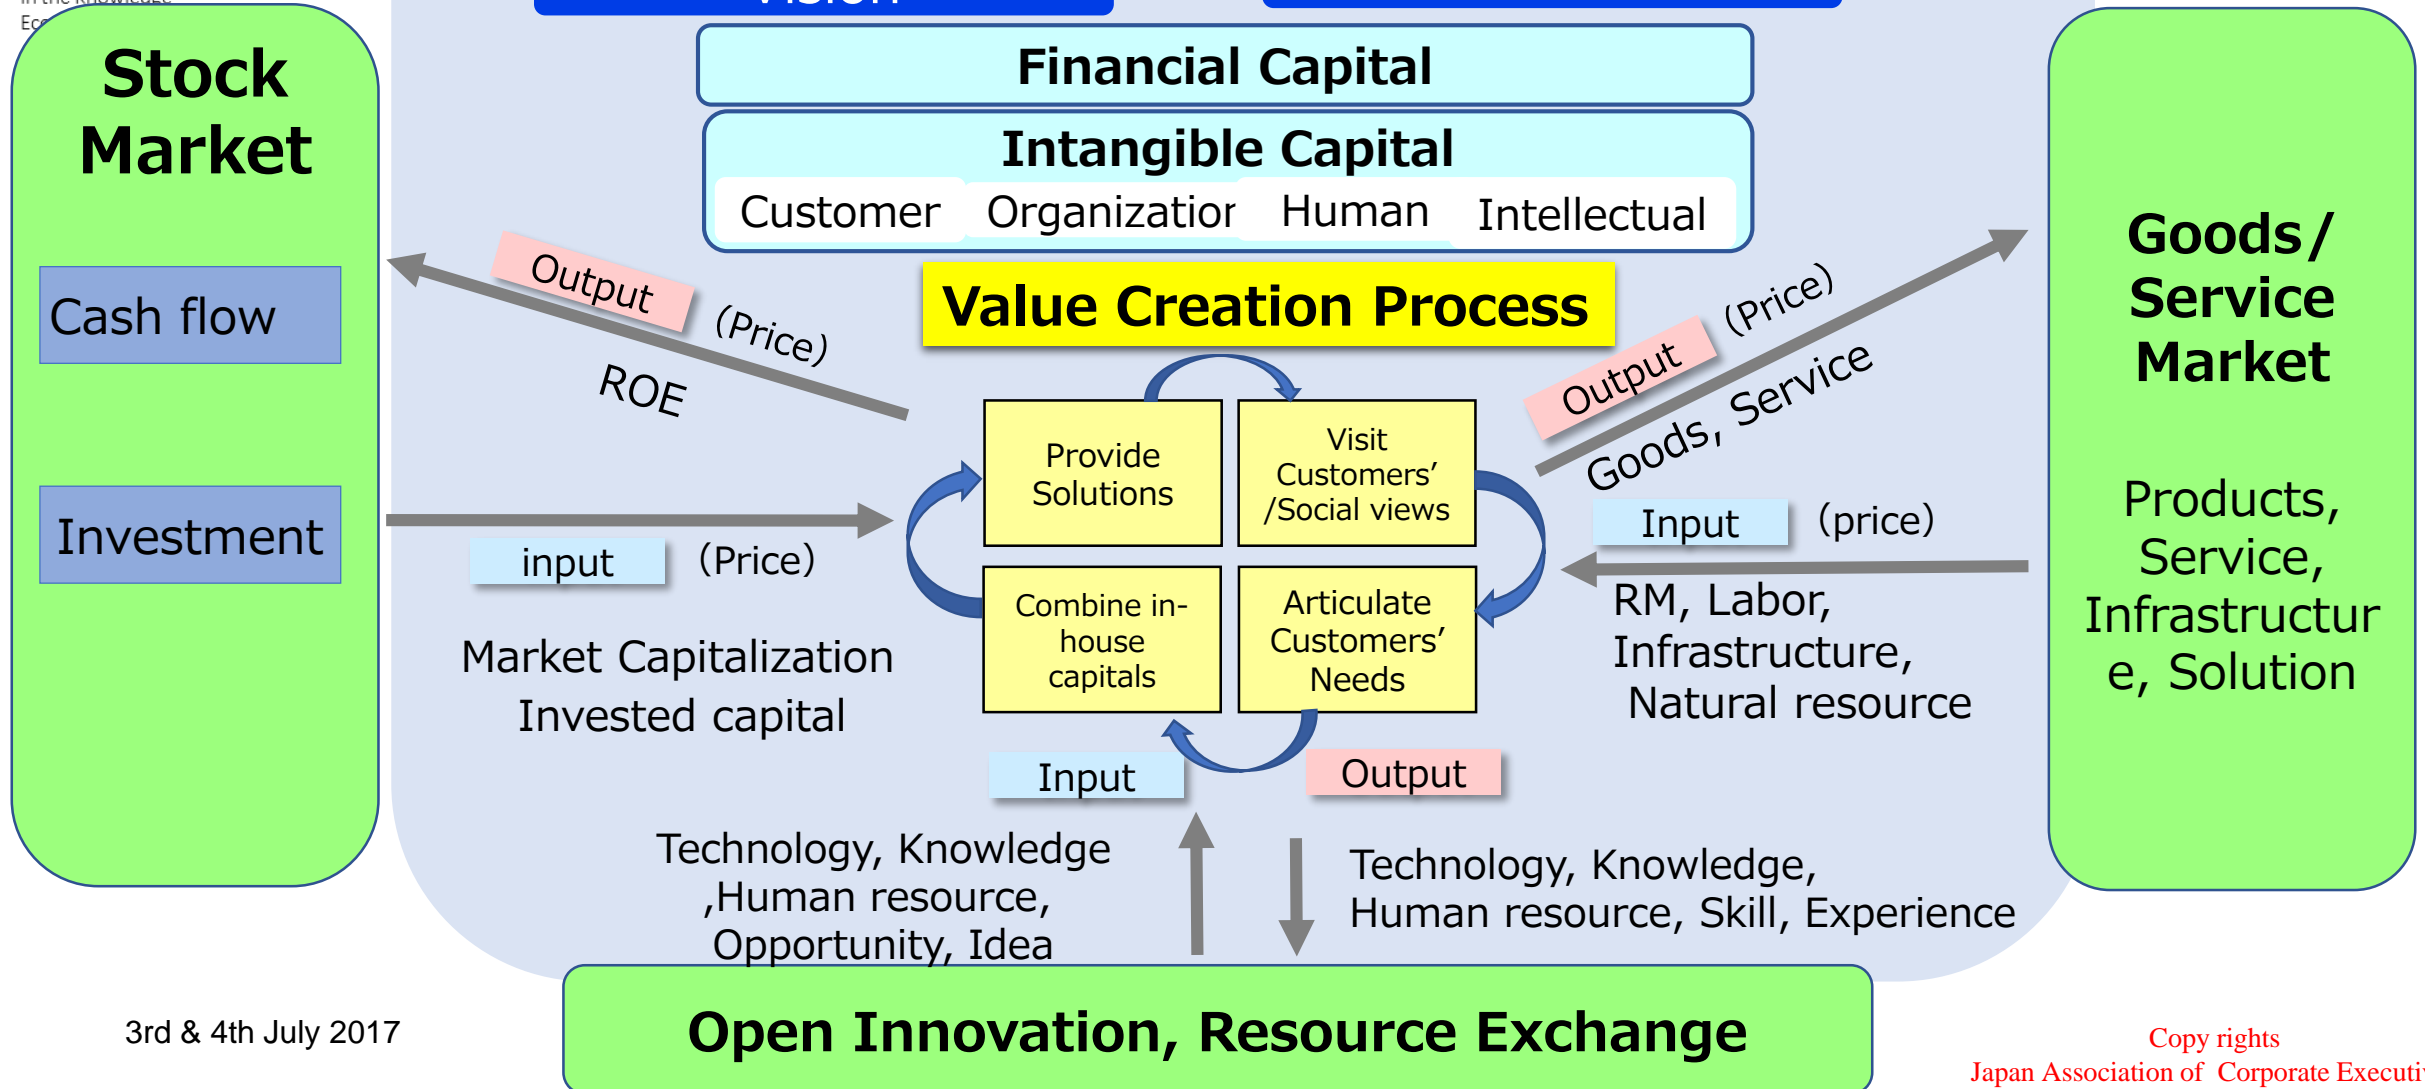 Stock
Market
Cash flow
Investment
Financial Capital
Intangible Capital
Customer Organization Human Intellectual
Value Creation Process
Output (Price)
ROE
input (Price)
Market Capitalization
Invested capital
Provide
Solutions
Visit
Customers’
/Social views
Combine in-
house
capitals
Articulate
Customers’
Needs
Output (Price)
Goods, Service
Input (price)
RM, Labor,
Infrastructure,
Natural resource
Goods/
Service
Market
Products,
Service,
Infrastructur
e, Solution
Input
Output
Technology, Knowledge
,Human resource,
Opportunity, Idea
Technology, Knowledge,
Human resource, Skill, Experience
Open Innovation, Resource Exchange
3rd & 4th July 2017
Copy rights
Japan Association of Corporate